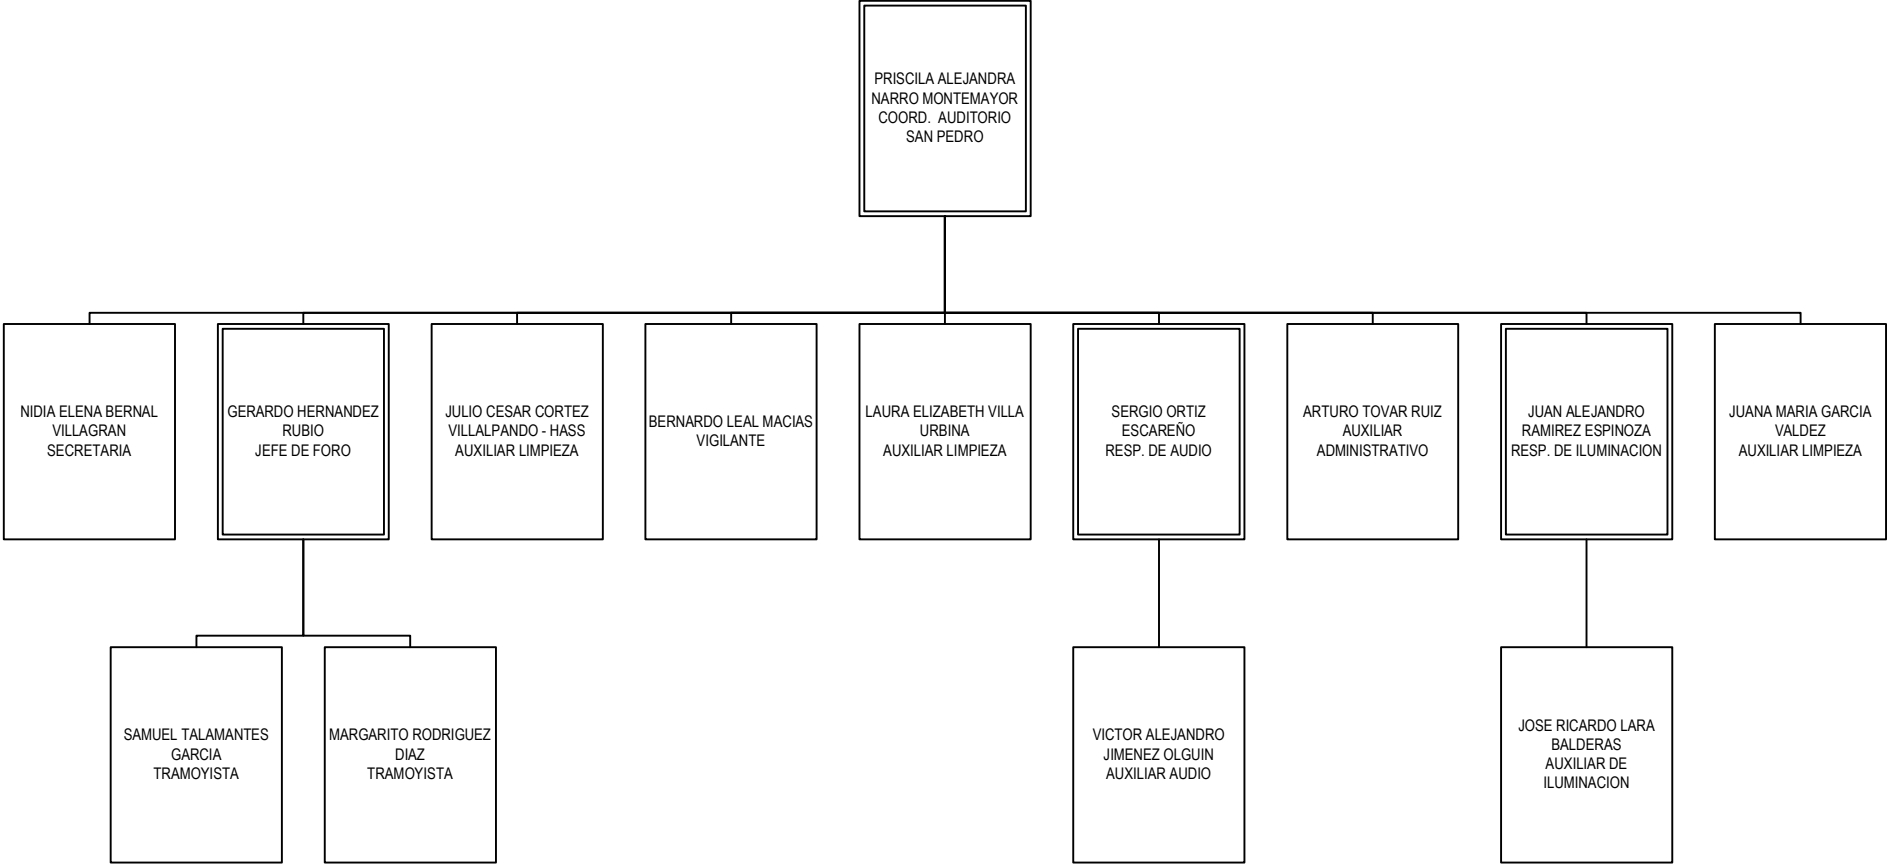 PRISCILA ALEJANDRA
NARRO MONTEMAYOR
COORD. AUDITORIO
SAN PEDRO
NIDIA ELENA BERNAL
VILLAGRAN
SECRETARIA
GERARDO HERNANDEZ
RUBIO
JEFE DE FORO
JULIO CESAR CORTEZ
VILLALPANDO - HASS
AUXILIAR LIMPIEZA
BERNARDO LEAL MACIAS
VIGILANTE
LAURA ELIZABETH VILLA
URBINA
AUXILIAR LIMPIEZA
SERGIO ORTIZ
ESCAREÑO
RESP. DE AUDIO
ARTURO TOVAR RUIZ
AUXILIAR
ADMINISTRATIVO
JUAN ALEJANDRO
RAMIREZ ESPINOZA
RESP. DE ILUMINACION
JUANA MARIA GARCIA
VALDEZ
AUXILIAR LIMPIEZA
SAMUEL TALAMANTES
GARCIA
TRAMOYISTA
MARGARITO RODRIGUEZ
DIAZ
TRAMOYISTA
VICTOR ALEJANDRO
JIMENEZ OLGUIN
AUXILIAR AUDIO
JOSE RICARDO LARA
BALDERAS
AUXILIAR DE
ILUMINACION